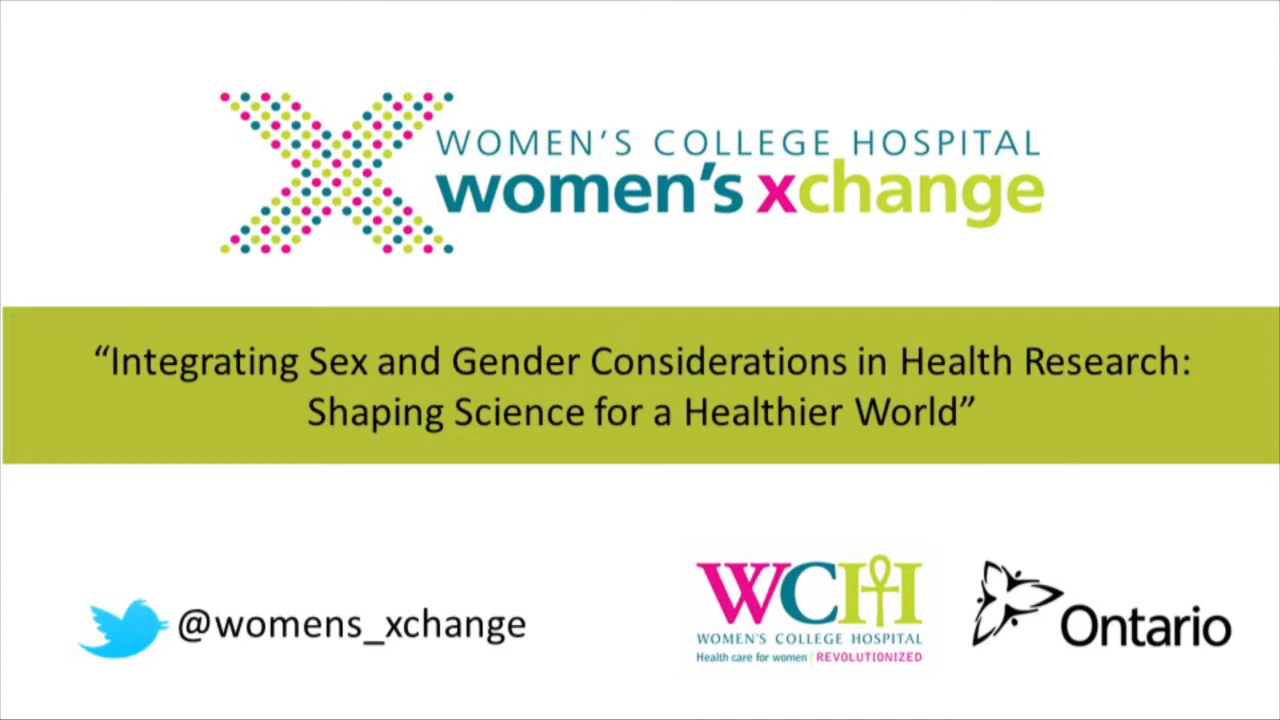 WOMEN'S COLLEGE HOSPITAL
women's xchange
“Integrating Sex and Gender Considerations in Health Research:
Shaping Science for a Healthier World”
@womens_xchange
WCH
WOMEN'S COLLEGE HOSPITAL
Health care for women | REVOLUTIONIZED
Ontario